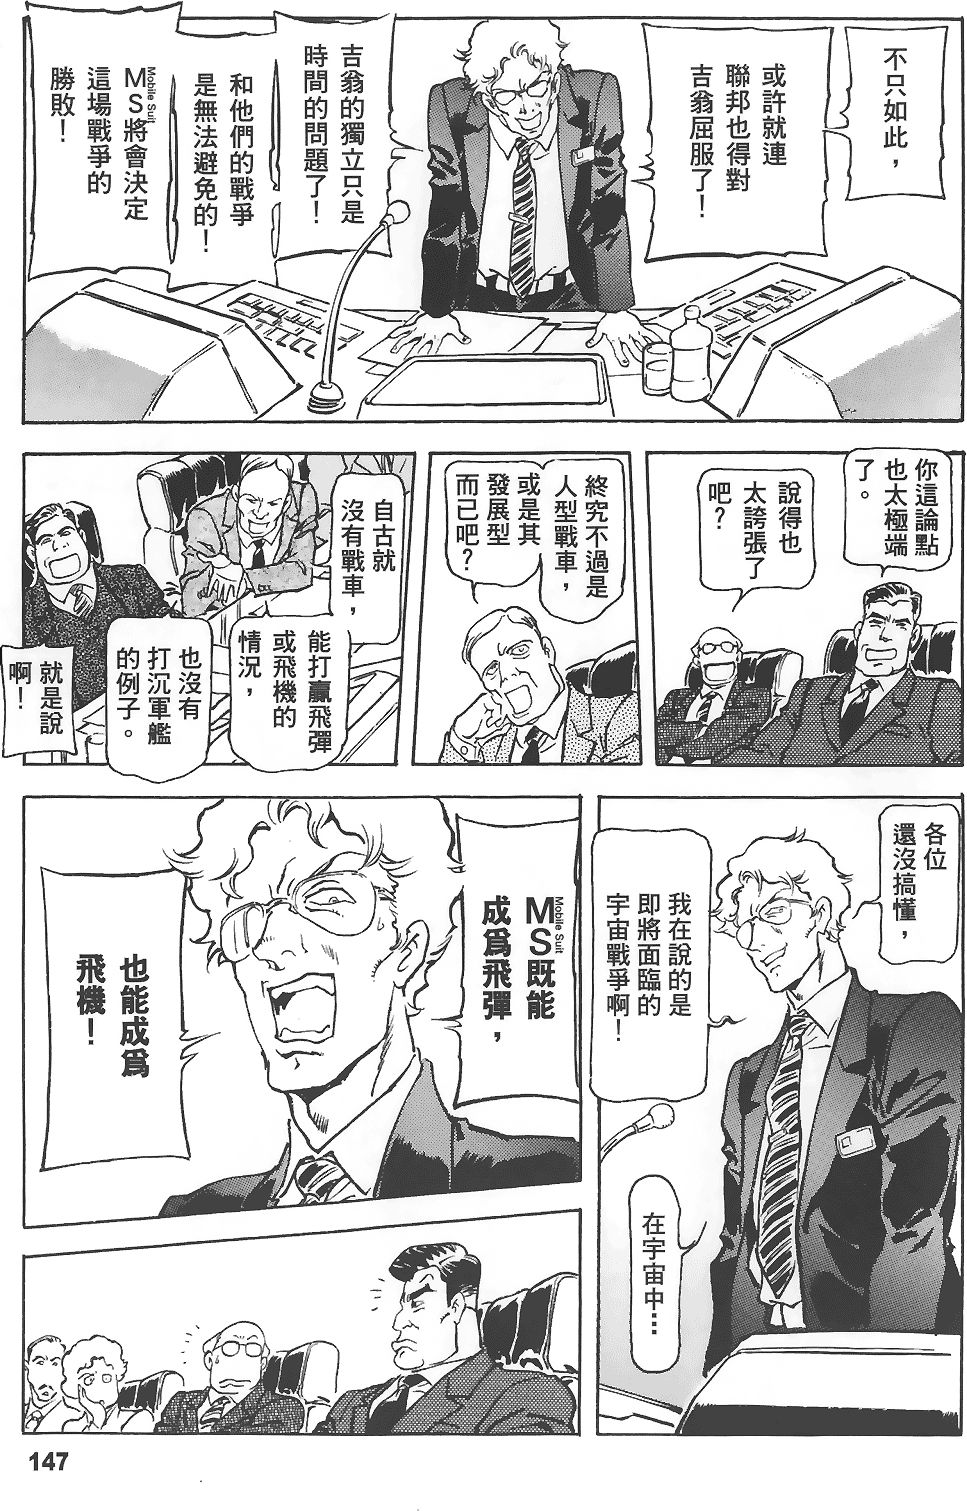 不只如此，
或許就連
聯邦也得對
吉翁屈服了！
吉翁的獨立只是
時間的問題了！
和他們的戰爭
是無法避免的！
Mobile Suit
MS將會決定
這場戰爭的
勝敗！
你這論點
也太極端
了。
說得也
太誇張了
吧？
終究不過是
人型戰車，
或是其
發展型
而已吧？
自古就
沒有戰車，
能打贏飛彈
或飛機的
情況，
也沒有
打沉軍艦
的例子。
就是說
啊！
各位
還沒搞懂，
我在說的是
即將面臨的
宇宙戰爭啊！
在宇宙中…
Mobile Suit
MS既能
成爲飛彈，
也能成爲
飛機！
147